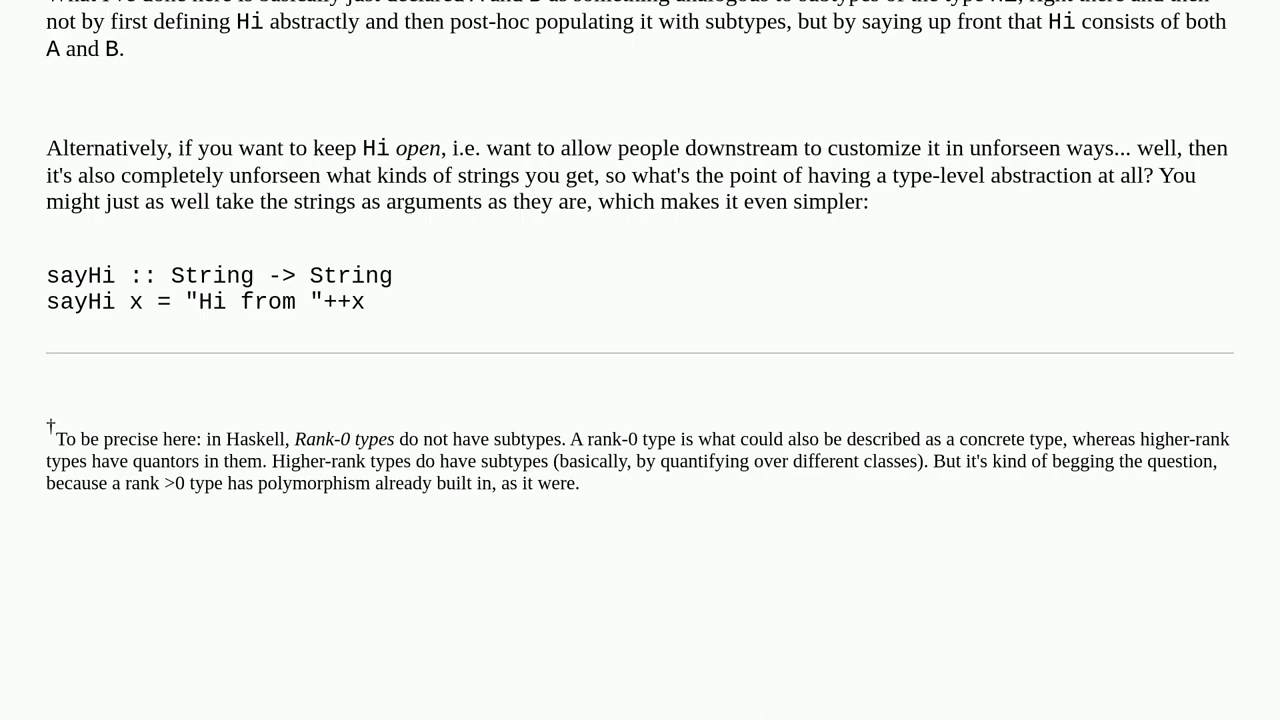 not by first defining Hi abstractly and then post-hoc populating it with subtypes, but by saying up front that Hi consists of both
A and B.
Alternatively, if you want to keep Hi open, i.e. want to allow people downstream to customize it in unforseen ways... well, then
it's also completely unforseen what kinds of strings you get, so what's the point of having a type-level abstraction at all? You
might just as well take the strings as arguments as they are, which makes it even simpler:
sayHi :: String -> String
sayHi x = "Hi from "++x
†To be precise here: in Haskell, Rank-0 types do not have subtypes. A rank-0 type is what could also be described as a concrete type, whereas higher-rank
types have quantors in them. Higher-rank types do have subtypes (basically, by quantifying over different classes). But it's kind of begging the question,
because a rank >0 type has polymorphism already built in, as it were.